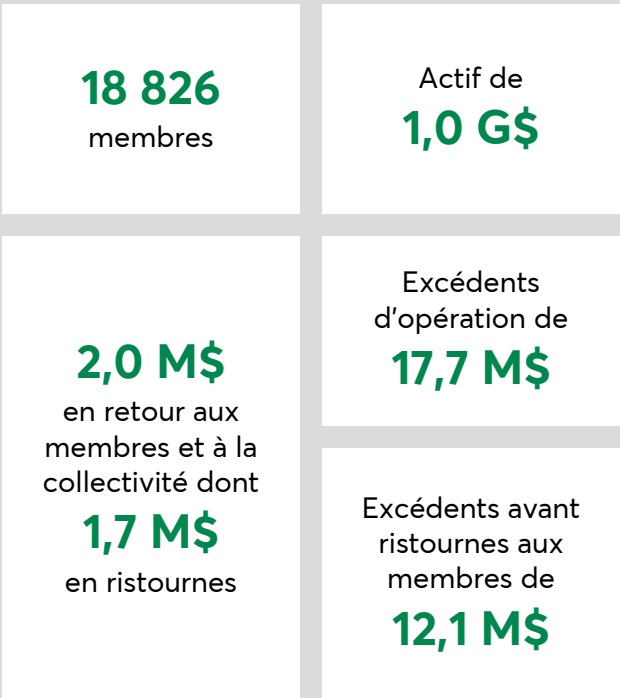 18 826
membres
Actif de
1,0 G$
2,0 M$
en retour aux
membres et à la
collectivité dont
1,7 M$
en ristournes
Excédents
d’opération de
17,7 M$
Excédents avant
ristournes aux
membres de
12,1 M$